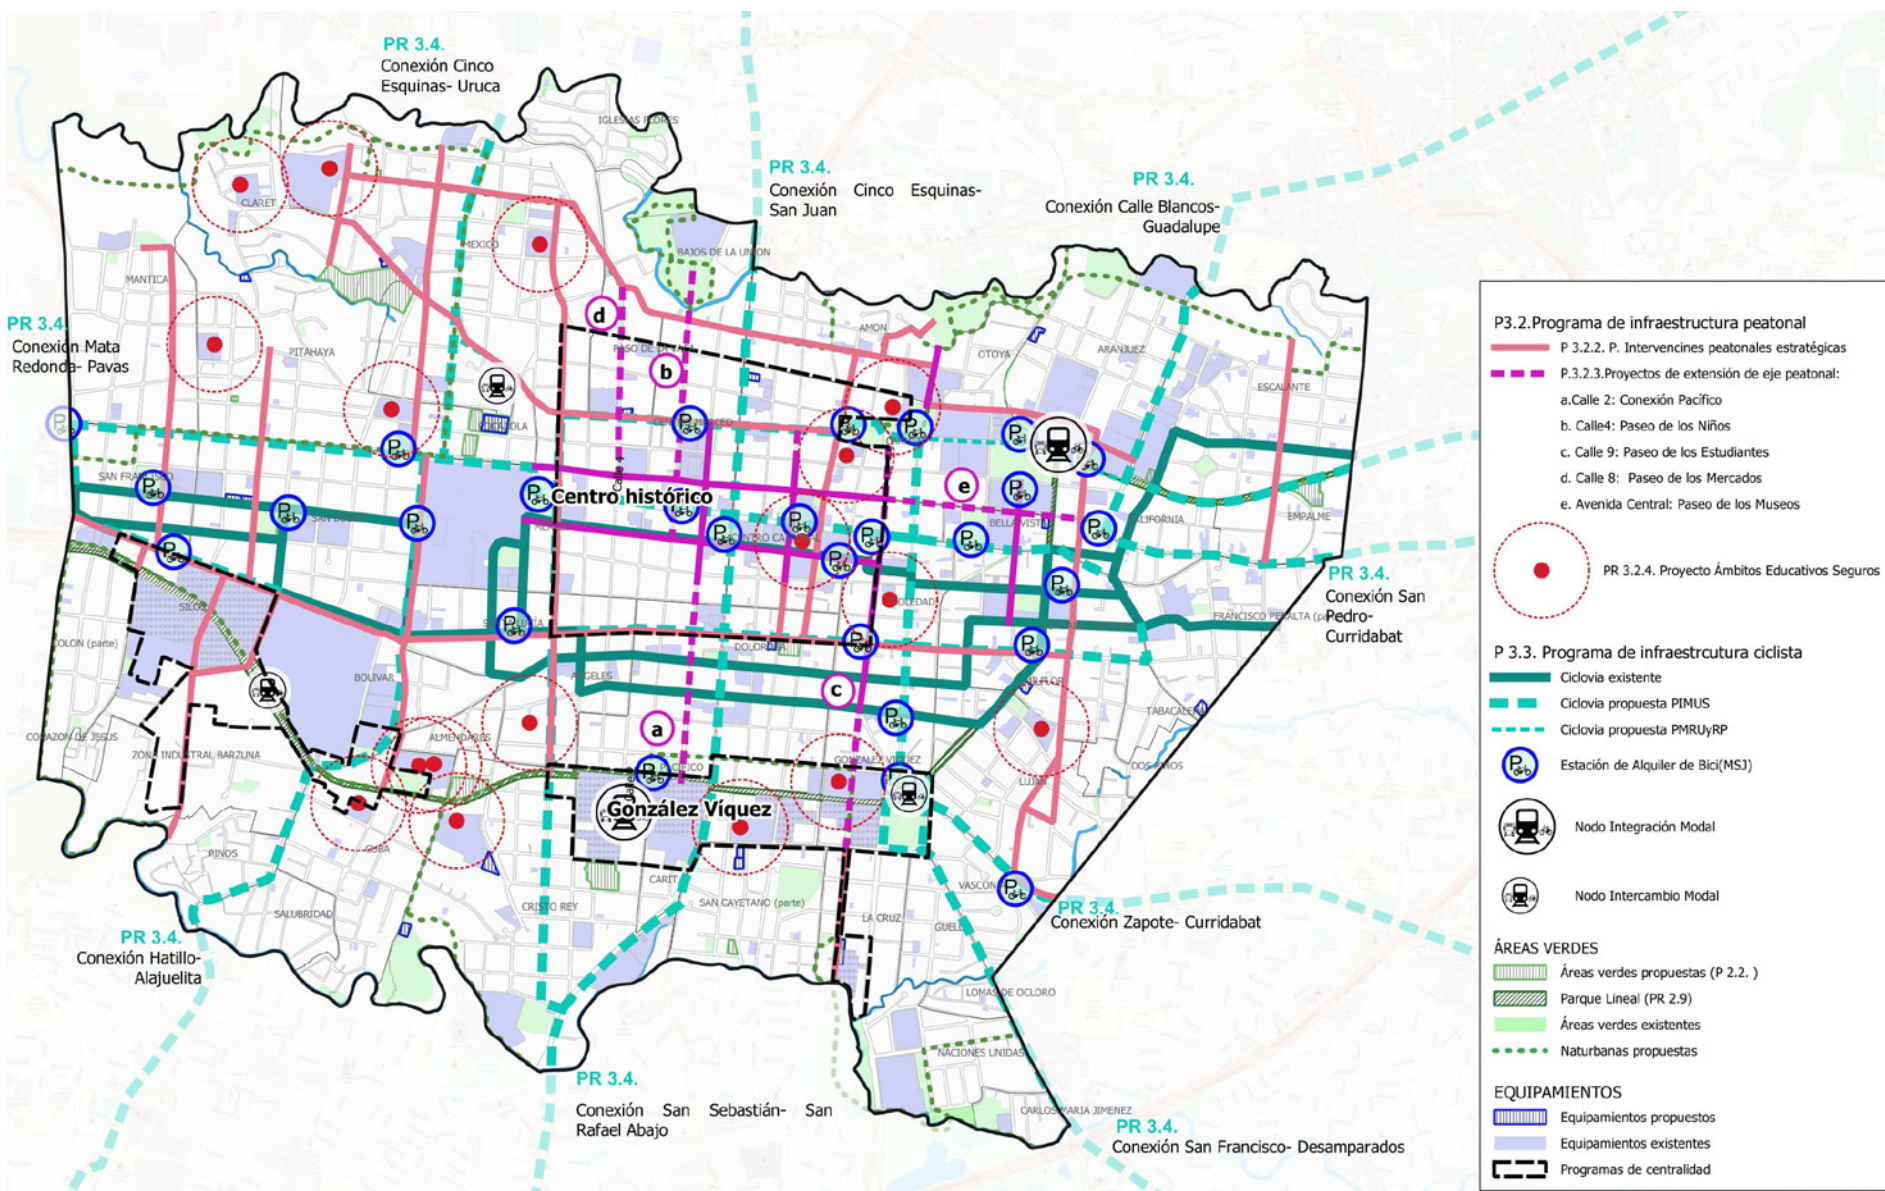 PR 3.4.
Conexión Cinco
Esquinas- Uruca
IGLESIAS FLORES
PR 3.4.
Conexión Cinco Esquinas-
San Juan
PR 3.4.
Conexión Calle Blancos-
Guadalupe
CLARET
MEXICO
BAJOS DE LA UNION
MANTICA
PR 3.4.
Conexión Mata
Redonda- Pavas
PITAHAYA
d
PASO DE LA VACA
AMON
OTOYA
ARANJUEZ
ESCALANTE
b
COCA COLA
P
P
P
P
P
P
SAN FRANCISCO
P
P
P
Calle 4
Centro histórico
e
P
BELLA VISTA
CALIFORNIA
EMPALME
P
P
P
P
P
P
P
P
P
P
P
P
SILOS
SOLEDAD
PR 3.4.
Conexión San
Pedro-
Curridabat
FRANCISCO PERALTA
COLON (parte)
P
DOLOROSA
P
P
BOLIVAR
ANGELES
c
TABACALERA
CORAZON DE JESUS
ZONA INDUSTRIAL BARZUNA
ALMENDARES
a
P
DOS PINOS
PACIFICO
P
GONZALEZ VIQUEZ
LUJAN
González Víquez
PINOS
CUBA
CARIT
VASCONIA
P
PR 3.4.
Conexión Zapote- Curridabat
SALUBRIDAD
CRISTO REY
SAN CAYETANO (parte)
LA CRUZ
GUELL
PR 3.4.
Conexión Hatillo-
Alajuelita
LOMAS DE OCLORO
NACIONES UNIDAS
PR 3.4.
Conexión San Sebastián- San
Rafael Abajo
CARLOS MARIA JIMENEZ
PR 3.4.
Conexión San Francisco- Desamparados
P3.2.Programa de infraestructura peatonal
P 3.2.2. P. Intervencines peatonales estratégicas
P.3.2.3.Proyectos de extensión de eje peatonal:
a.Calle 2: Conexión Pacífico
b. Calle4: Paseo de los Niños
c. Calle 9: Paseo de los Estudiantes
d. Calle 8: Paseo de los Mercados
e. Avenida Central: Paseo de los Museos
PR 3.2.4. Proyecto Ámbitos Educativos Seguros
P 3.3. Programa de infraestrcutura ciclista
Ciclovia existente
Ciclovia propuesta PIMUS
Ciclovia propuesta PMRUyRP
P
Estación de Alquiler de Bici(MSJ)
Nodo Integración Modal
Nodo Intercambio Modal
ÁREAS VERDES
Áreas verdes propuestas (P 2.2. )
Parque Lineal (PR 2.9)
Áreas verdes existentes
Naturbanas propuestas
EQUIPAMIENTOS
Equipamientos propuestos
Equipamientos existentes
Programas de centralidad